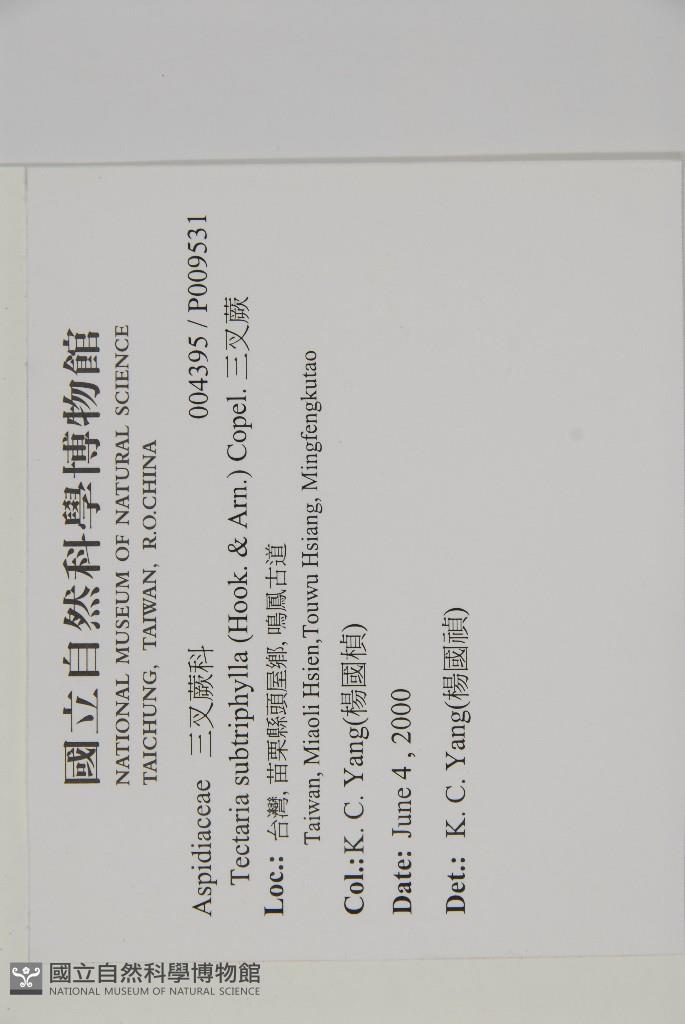 國立自然科學博物館
NATIONAL MUSEUM OF NATURAL SCIENCE
TAICHUNG, TAIWAN, R.O.CHINA
Aspidiaceae 三叉蕨科 004395 / P009531
Tectaria subtriphylla (Hook. & Arn.) Copel. 三叉蕨
Loc.: 台灣, 苗栗縣頭屋鄉, 鳴鳳古道
Taiwan, Miaoli Hsien,Touwu Hsiang, Mingfengkutao
Col.:K. C. Yang(楊國楨)
Date: June 4 , 2000
Det.: K. C. Yang(楊國禎)
國立自然科學博物館
NATIONAL MUSEUM OF NATURAL SCIENCE